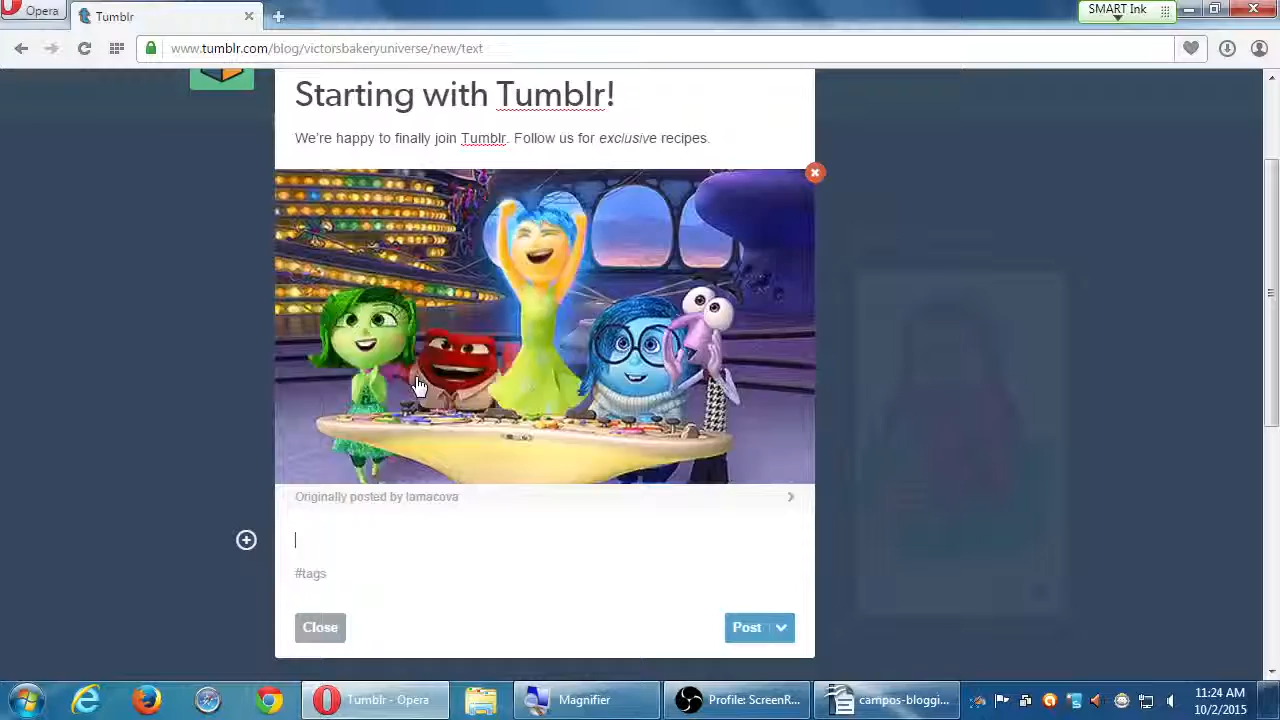 Opera
Tumblr
SMART Ink
www.tumblr.com/blog/victorsbakeryuniverse/new/text
Starting with Tumblr!
We're happy to finally join Tumblr. Follow us for exclusive recipes.
Originally posted by lamacova
#tags
Close
Post
Tumblr - Opera
Magnifier
Profile: ScreenR...
campos-bloggi...
11:24 AM
10/2/2015